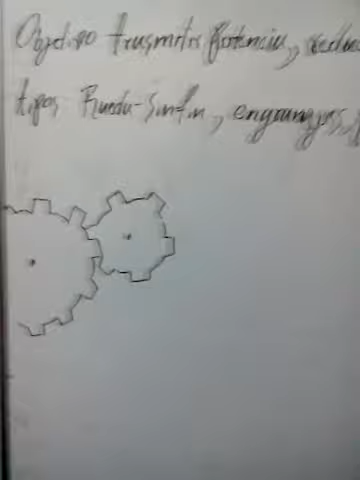 Objetivo trasmitir Potencia,
tipos Rueda-sinfin, engranajes,